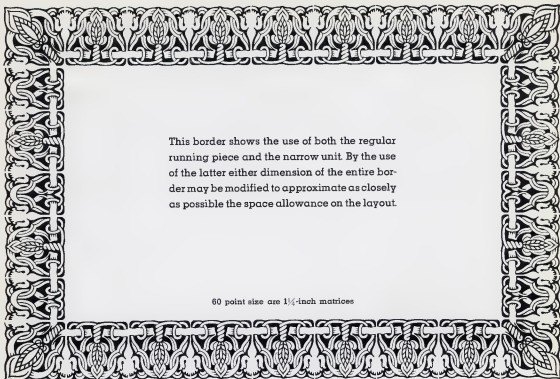 This border shows the use of both the regular
running piece and the narrow unit. By the use
of the latter either dimension of the entire bor-
der may be modified to approximate as closely
as possible the space allowance on the layout.
60 point size are 1¼-inch matrices